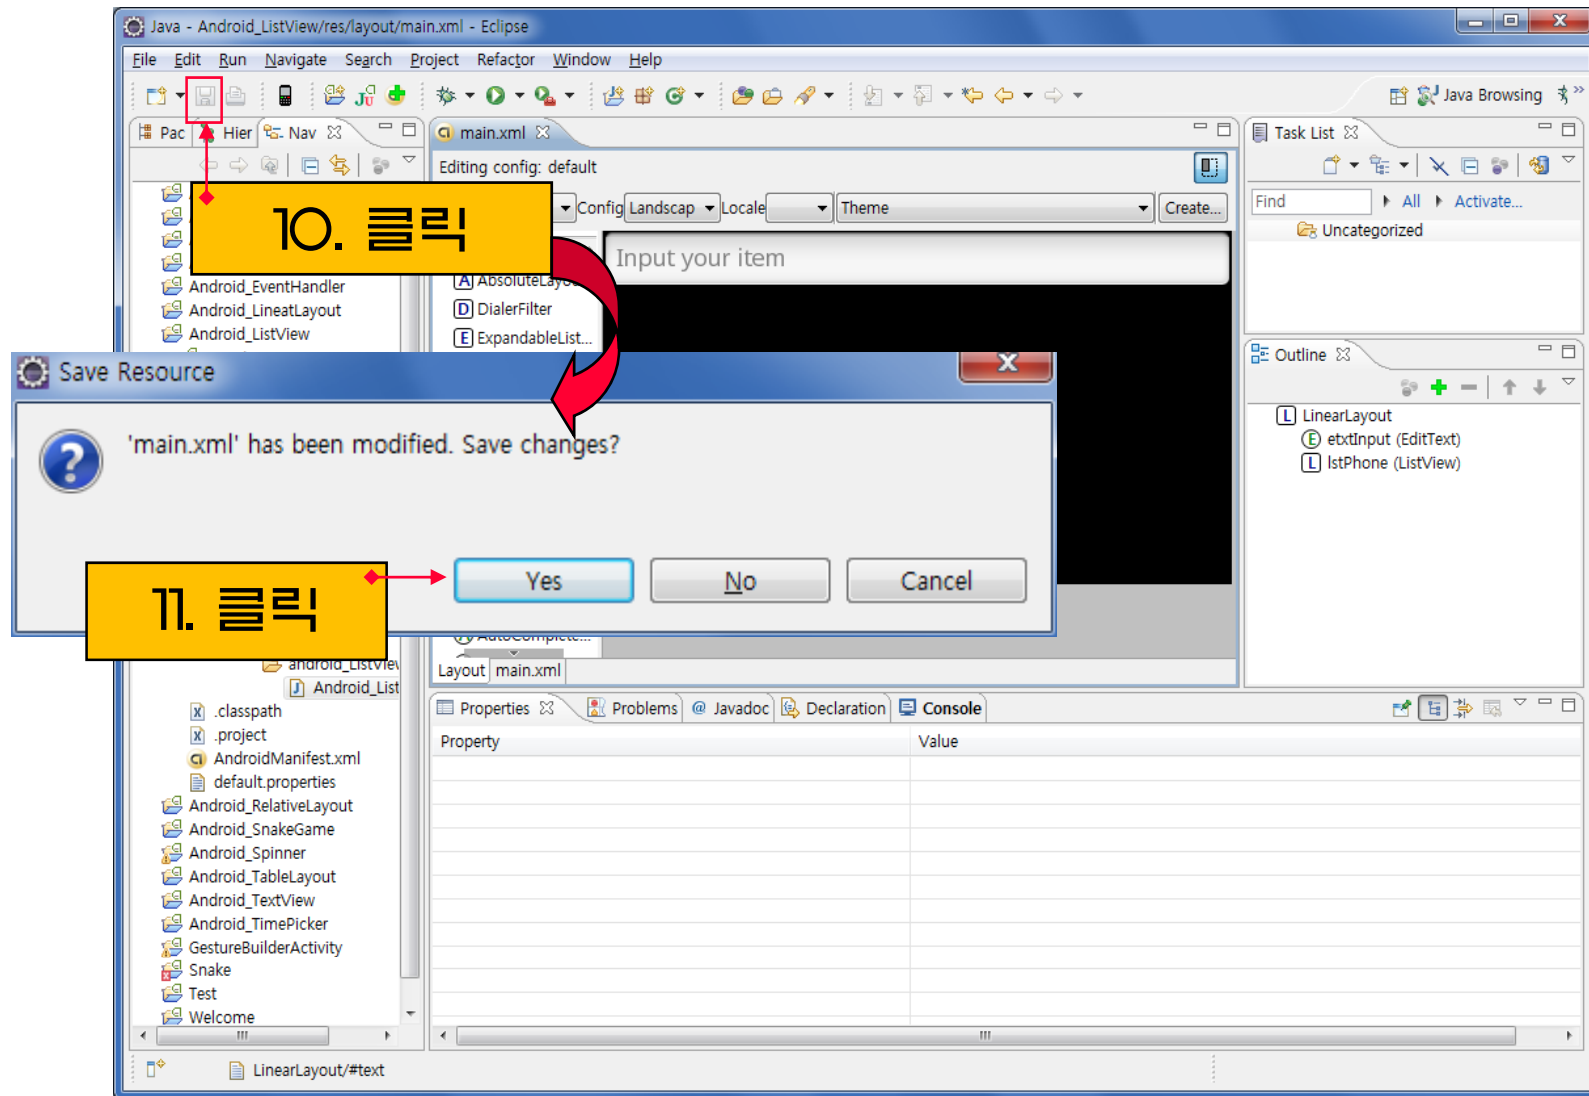 Java - Android_ListView/res/layout/main.xml - Eclipse
File Edit Run Navigate Search Project Refactor Window Help
Java Browsing
Pac Hier Nav
main.xml
Task List
Editing config: default
Config Landscap Locale Theme Create...
Find All Activate...
Uncategorized
10. 클릭
Input your item
AbsoluteLayou
DialerFilter
ExpandableList...
Android_EventHandler
Android_LineatLayout
Android_ListView
Outline
LinearLayout
etxtInput (EditText)
lstPhone (ListView)
Save Resource
'main.xml' has been modified. Save changes?
Yes No Cancel
11. 클릭
AutoComplete...
Layout main.xml
android_ListView
Android_List
.classpath
.project
AndroidManifest.xml
default.properties
Android_RelativeLayout
Android_SnakeGame
Android_Spinner
Android_TableLayout
Android_TextView
Android_TimePicker
GestureBuilderActivity
Snake
Test
Welcome
Properties Problems @ Javadoc Declaration Console
Property Value
LinearLayout/#text